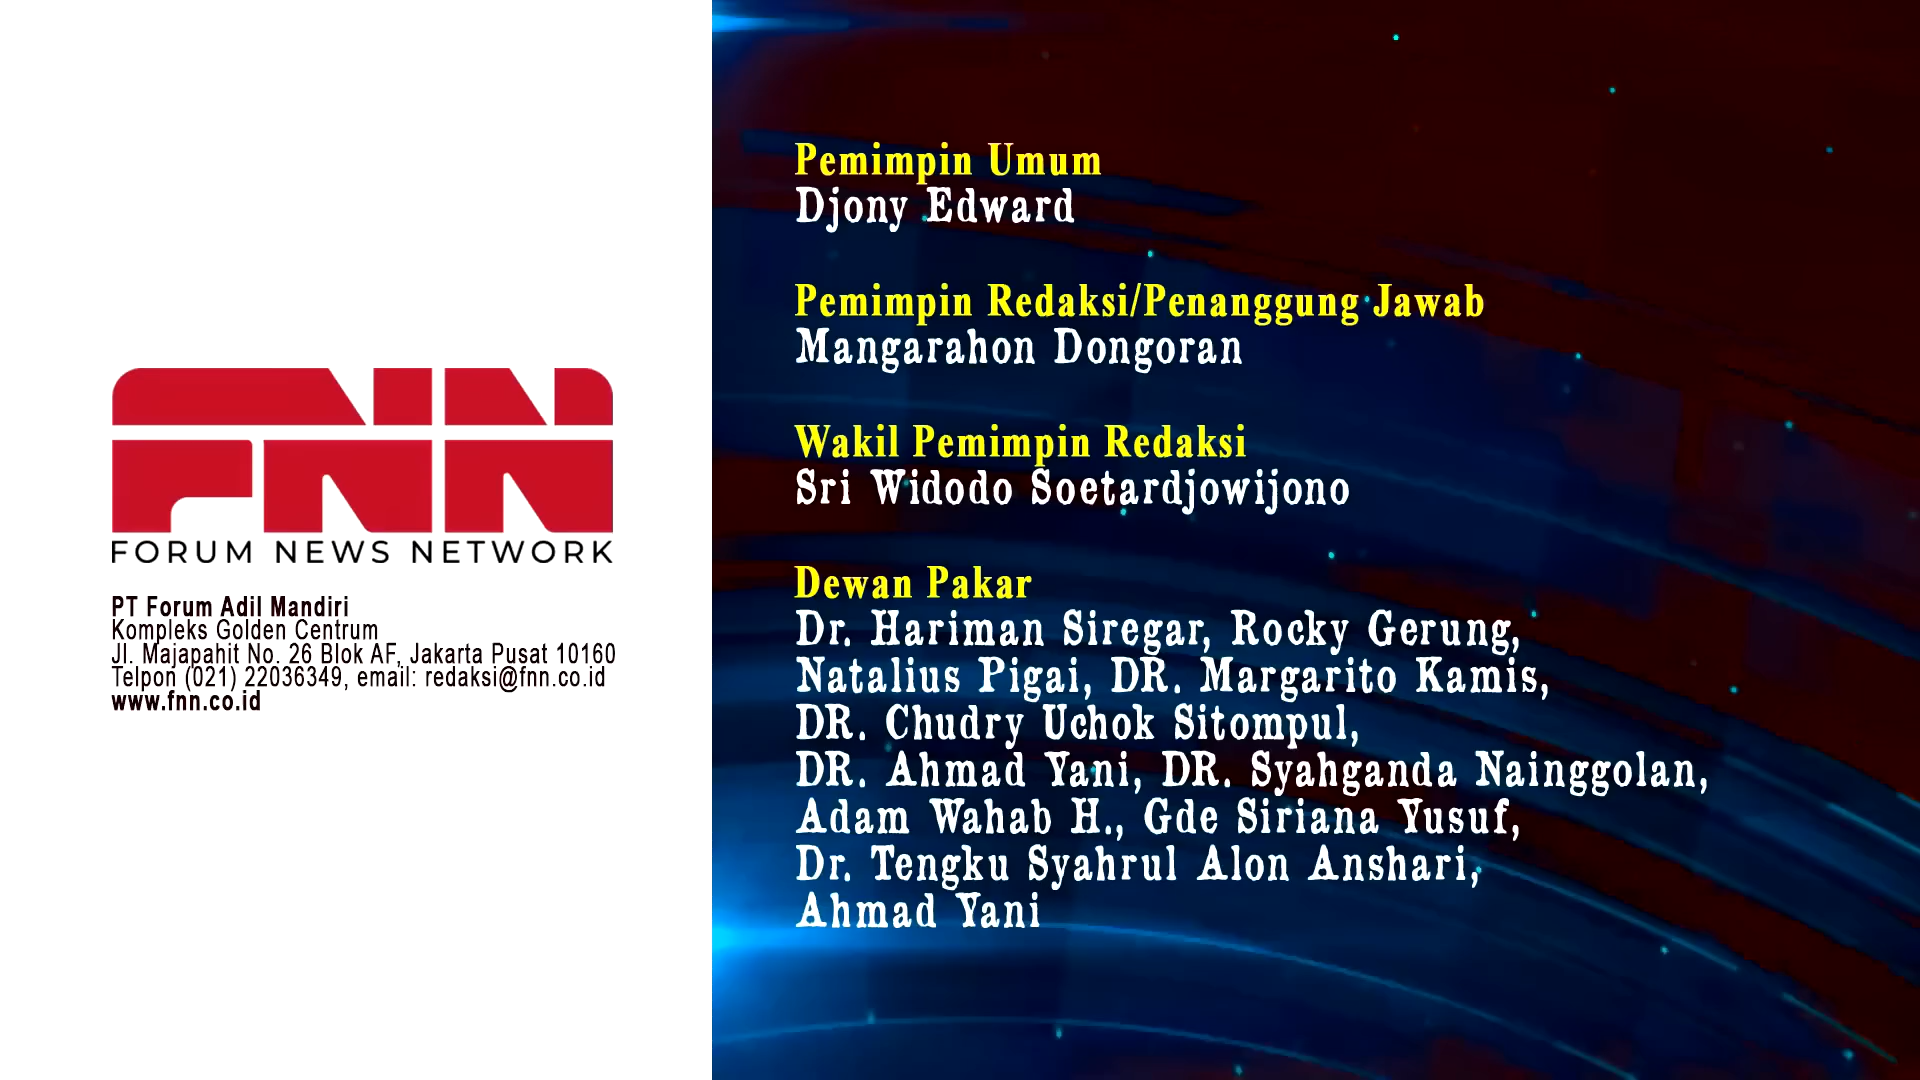 FNN
FORUM NEWS NETWORK
PT Forum Adil Mandiri
Kompleks Golden Centrum
Jl. Majapahit No. 26 Blok AF, Jakarta Pusat 10160
Telpon (021) 22036349, email: redaksi@fnn.co.id
www.fnn.co.id
Pemimpin Umum
Djony Edward
Pemimpin Redaksi/Penanggung Jawab
Mangarahon Dongoran
Wakil Pemimpin Redaksi
Sri Widodo Soetardjowijono
Dewan Pakar
Dr. Hariman Siregar, Rocky Gerung,
Natalius Pigai, DR. Margarito Kamis,
DR. Chudry Uchok Sitompul,
DR. Ahmad Yani, DR. Syahganda Nainggolan,
Adam Wahab H., Gde Siriana Yusuf,
Dr. Tengku Syahrul Alon Anshari,
Ahmad Yani